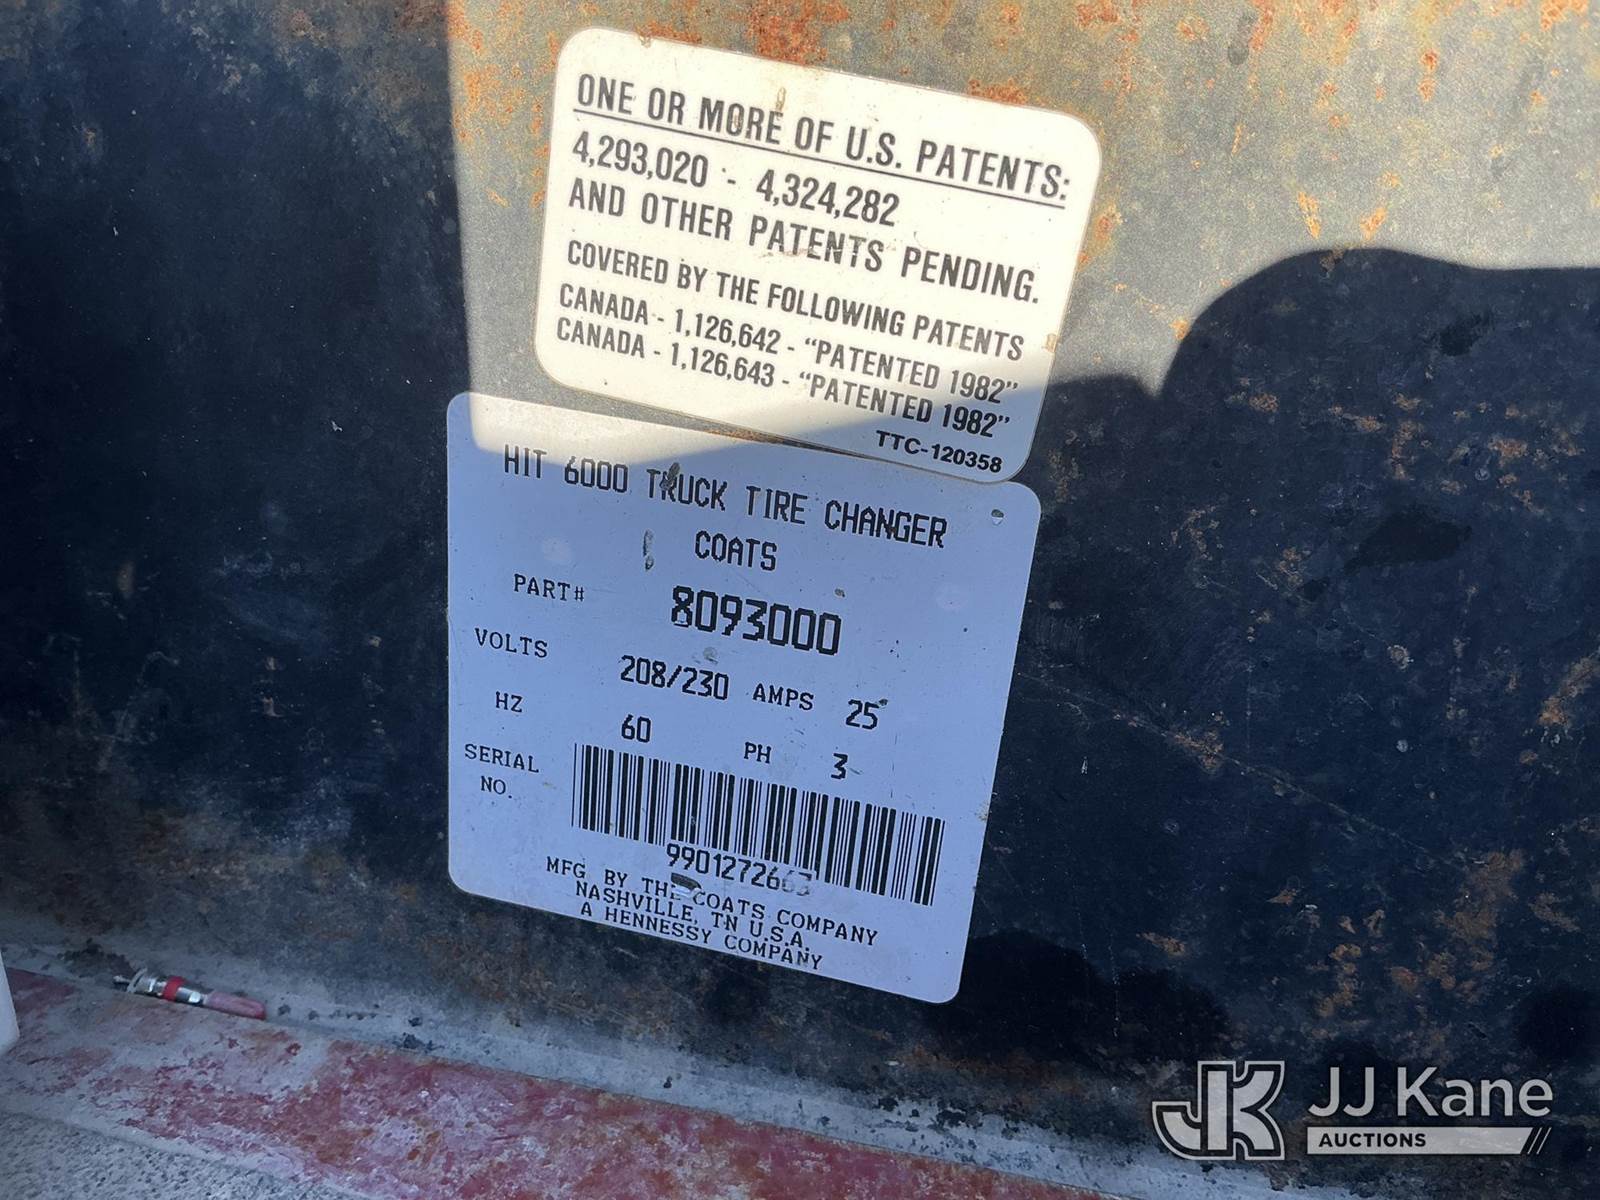 ONE OR MORE OF U.S. PATENTS:
4,293,020 - 4,324,282
AND OTHER PATENTS PENDING.
COVERED BY THE FOLLOWING PATENTS
CANADA - 1,126,642 - "PATENTED 1982"
CANADA - 1,126,643 - "PATENTED 1982"
TTC-120358
HIT 6000 TRUCK TIRE CHANGER
COATS
PART# 8093000
VOLTS 208/230 AMPS 25
HZ 60 PH 3
SERIAL
NO.
9901272663
MFG. BY THE COATS COMPANY
NASHVILLE, TN U.S.A.
A HENNESSY COMPANY
JK JJ Kane
AUCTIONS